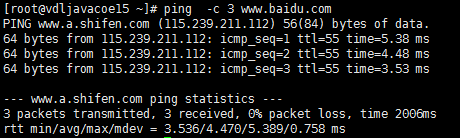 [root@vdljavacoe15 ~]# ping  -c 3 www.baidu.com
PING www.a.shifen.com (115.239.211.112) 56(84) bytes of data.
64 bytes from 115.239.211.112: icmp_seq=1 ttl=55 time=5.38 ms
64 bytes from 115.239.211.112: icmp_seq=2 ttl=55 time=4.48 ms
64 bytes from 115.239.211.112: icmp_seq=3 ttl=55 time=3.53 ms
--- www.a.shifen.com ping statistics ---
3 packets transmitted, 3 received, 0% packet loss, time 2006ms
rtt min/avg/max/mdev = 3.536/4.470/5.389/0.758 ms